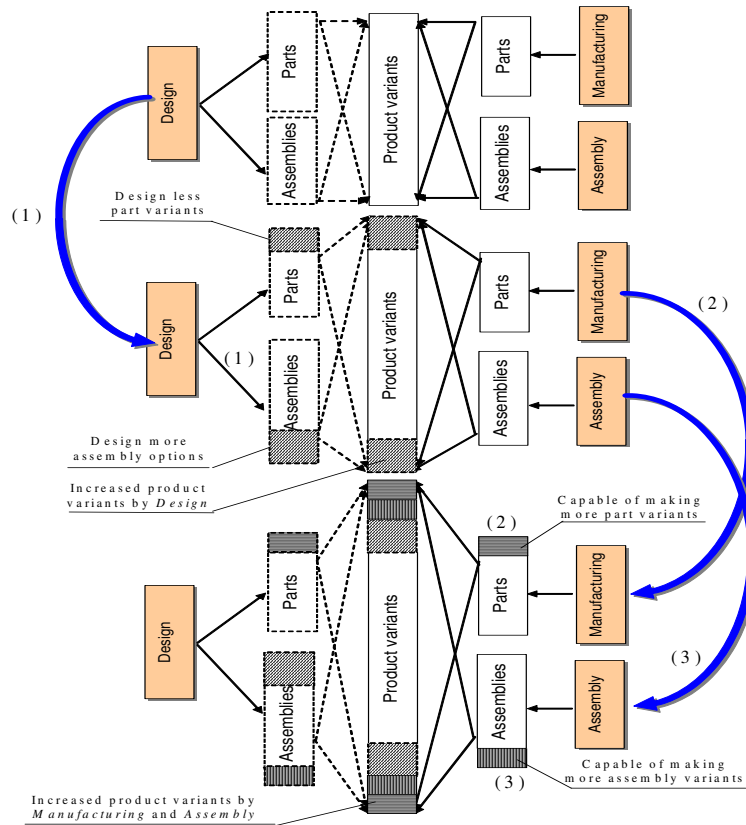 Design
Parts
Assemblies
Product variants
Parts
Assemblies
Manufacturing
Assembly
(1)
Design less
part variants
Design
Parts
(1)
Assemblies
Product variants
Parts
Assemblies
Manufacturing
Assembly
(2)
Design more
assembly options
Increased product
variants by Design
Capable of making
more part variants
(2)
Design
Parts
Assemblies
Product variants
Parts
Assemblies
Manufacturing
Assembly
(3)
(3)
Capable of making
more assembly variants
Increased product variants by
Manufacturing and Assembly